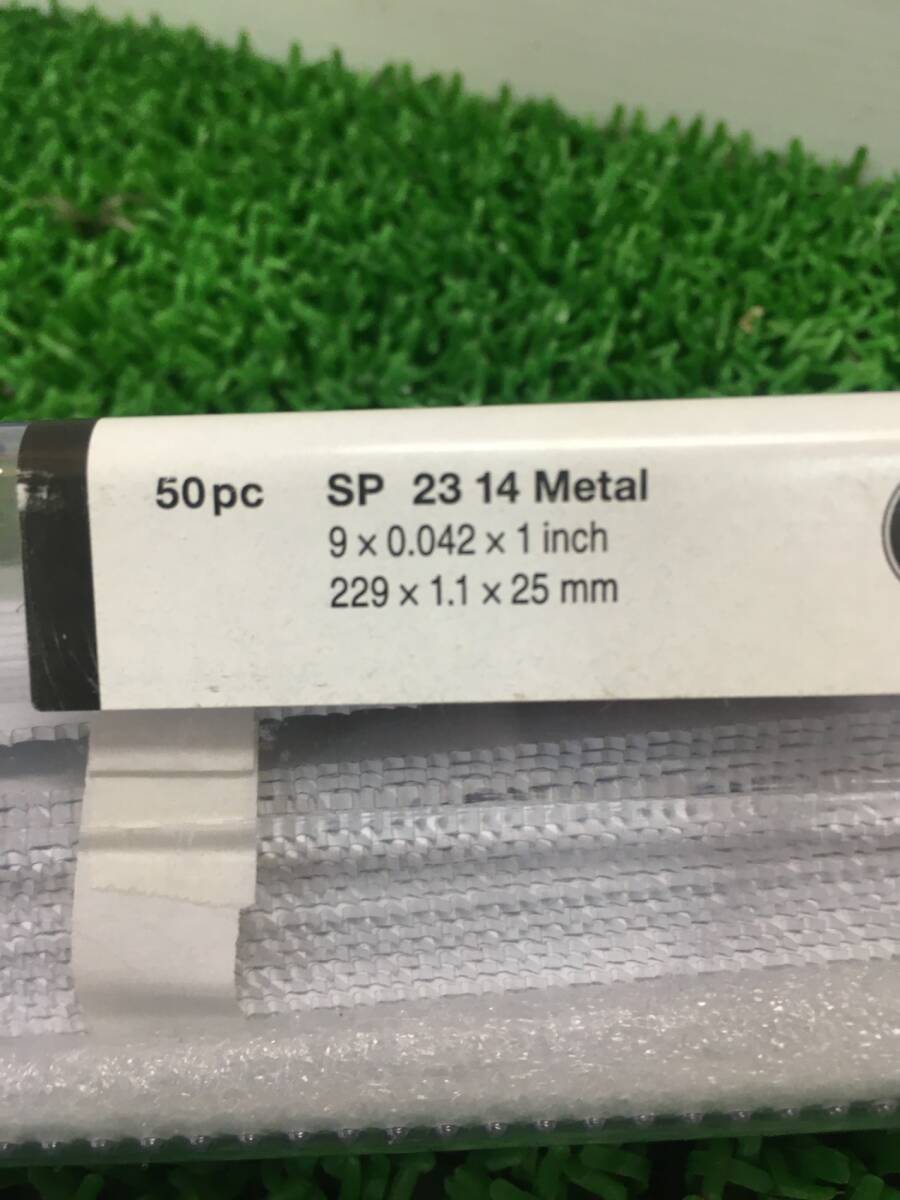 50pc SP 23 14 Metal
9 x 0.042 x 1 inch
229 x 1.1 x 25 mm